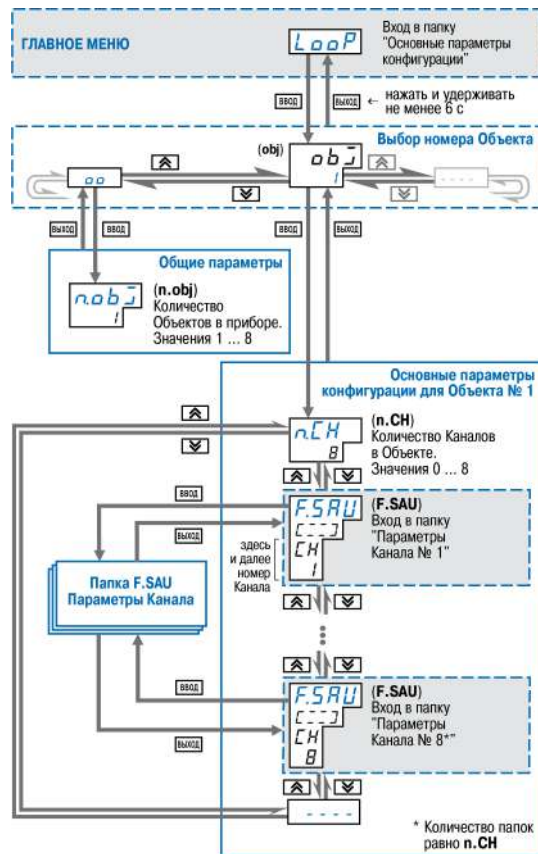 ГЛАВНОЕ МЕНЮ
LooP
Вход в папку
"Основные параметры
конфигурации"
ВВОД
ВЫХОД
← нажать и удерживать
не менее 6 с
Выбор номера Объекта
(obj)
obJ
1
oo
- - - -
ВЫХОД
ВВОД
ВВОД
ВЫХОД
Общие параметры
n.obJ
1
(n.obj)
Количество
Объектов в приборе.
Значения 1 ... 8
Основные параметры
конфигурации для Объекта № 1
n.CH
8
(n.CH)
Количество Каналов
в Объекте.
Значения 0 ... 8
ВВОД
ВЫХОД
F.SAU
[---]
CH
1
(F.SAU)
Вход в папку
"Параметры
Канала № 1"
здесь
и далее
номер
Канала
Папка F.SAU
Параметры Канала
ВВОД
ВЫХОД
F.SAU
[---]
CH
8
(F.SAU)
Вход в папку
"Параметры
Канала № 8*"
- - - -
* Количество папок
равно n.CH